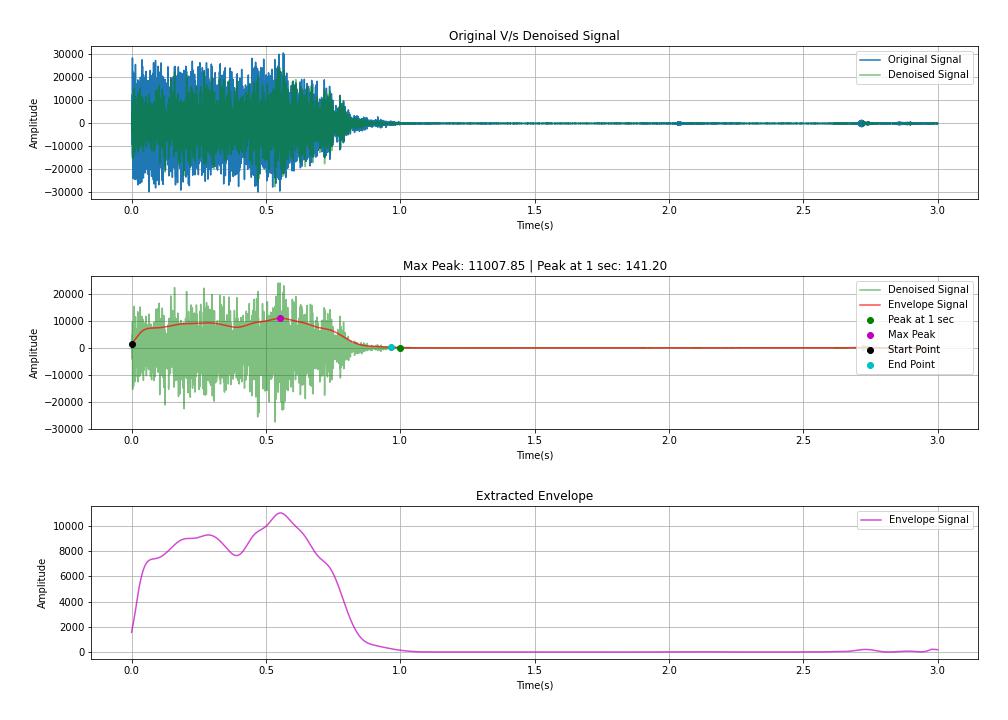 Original V/s Denoised Signal
30000
20000
10000
0
−10000
−20000
−30000
Amplitude
Original Signal
Denoised Signal
0.0 0.5 1.0 1.5 2.0 2.5 3.0
Time(s)
Max Peak: 11007.85 | Peak at 1 sec: 141.20
20000
10000
0
−10000
−20000
−30000
Amplitude
Denoised Signal
Envelope Signal
Peak at 1 sec
Max Peak
Start Point
End Point
0.0 0.5 1.0 1.5 2.0 2.5 3.0
Time(s)
Extracted Envelope
10000
8000
6000
4000
2000
0
Amplitude
Envelope Signal
0.0 0.5 1.0 1.5 2.0 2.5 3.0
Time(s)